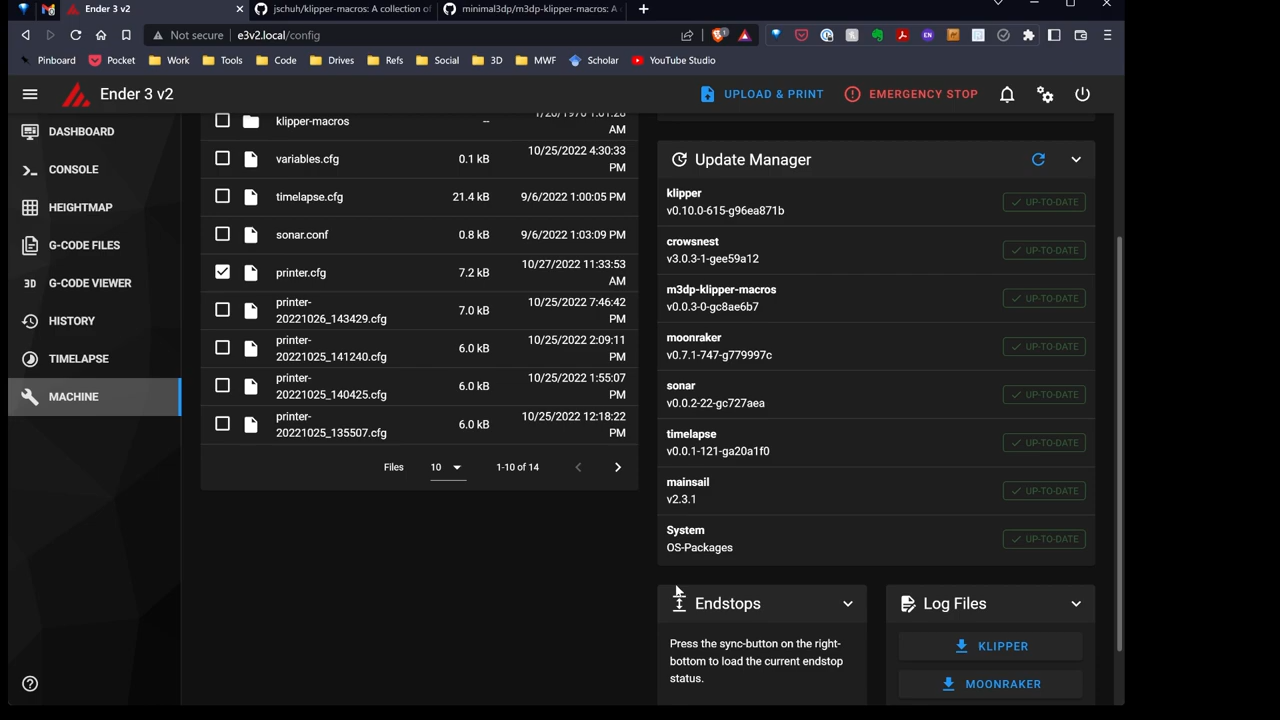 Ender 3 v2
jschuh/klipper-macros: A collection of
minimal3dp/m3dp-klipper-macros: A
Not secure
e3v2.local/config
Pinboard
Pocket
Work
Tools
Code
Drives
Refs
Social
3D
MWF
Scholar
YouTube Studio
Ender 3 v2
UPLOAD & PRINT
EMERGENCY STOP
DASHBOARD
CONSOLE
HEIGHTMAP
G-CODE FILES
3D G-CODE VIEWER
HISTORY
TIMELAPSE
MACHINE
klipper-macros
--
AM
variables.cfg
0.1 kB
10/25/2022 4:30:33
PM
timelapse.cfg
21.4 kB
9/6/2022 1:00:05 PM
sonar.conf
0.8 kB
9/6/2022 1:03:09 PM
printer.cfg
7.2 kB
10/27/2022 11:33:53
AM
printer-
20221026_143429.cfg
7.0 kB
10/25/2022 7:46:42
PM
printer-
20221025_141240.cfg
6.0 kB
10/25/2022 2:09:11
PM
printer-
20221025_140425.cfg
6.0 kB
10/25/2022 1:55:07
PM
printer-
20221025_135507.cfg
6.0 kB
10/25/2022 12:18:22
PM
Files
10
1-10 of 14
Update Manager
klipper
v0.10.0-615-g96ea871b
UP-TO-DATE
crowsnest
v3.0.3-1-gee59a12
UP-TO-DATE
m3dp-klipper-macros
v0.0.3-0-gc8ae6b7
UP-TO-DATE
moonraker
v0.7.1-747-g779997c
UP-TO-DATE
sonar
v0.0.2-22-gc727aea
UP-TO-DATE
timelapse
v0.0.1-121-ga20a1f0
UP-TO-DATE
mainsail
v2.3.1
UP-TO-DATE
System
OS-Packages
UP-TO-DATE
Endstops
Press the sync-button on the right-
bottom to load the current endstop
status.
Log Files
KLIPPER
MOONRAKER